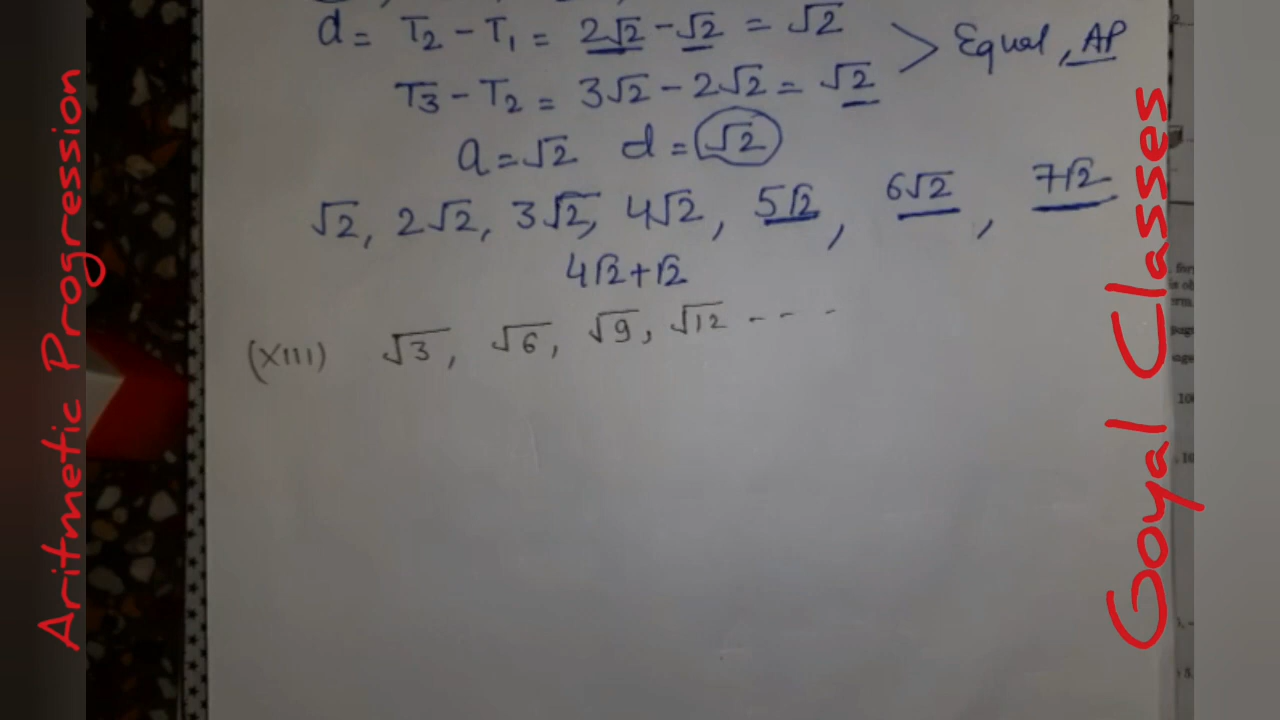 Aritmetic Progression
d = T2 - T1 = 2√2 - √2 = √2
T3 - T2 = 3√2 - 2√2 = √2 > Equal, AP
a = √2 d = √2
√2, 2√2, 3√2, 4√2, 5√2, 6√2, 7√2
4√2+√2
(XIII) √3, √6, √9, √12 - - -
Goyal Classes